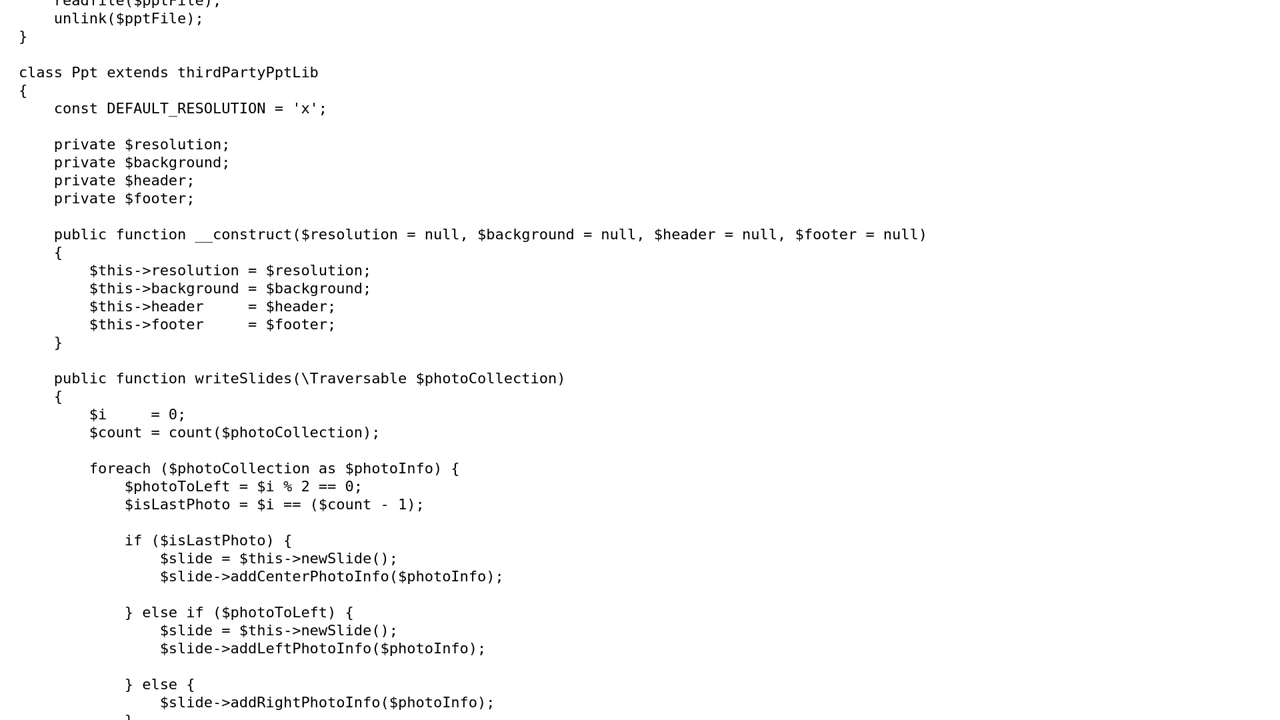 readfile($pptFile);
    unlink($pptFile);
}
class Ppt extends thirdPartyPptLib
{
    const DEFAULT_RESOLUTION = 'x';
    private $resolution;
    private $background;
    private $header;
    private $footer;
    public function __construct($resolution = null, $background = null, $header = null, $footer = null)
    {
        $this->resolution = $resolution;
        $this->background = $background;
        $this->header     = $header;
        $this->footer     = $footer;
    }
    public function writeSlides(\Traversable $photoCollection)
    {
        $i     = 0;
        $count = count($photoCollection);
        foreach ($photoCollection as $photoInfo) {
            $photoToLeft = $i % 2 == 0;
            $isLastPhoto = $i == ($count - 1);
            if ($isLastPhoto) {
                $slide = $this->newSlide();
                $slide->addCenterPhotoInfo($photoInfo);
            } else if ($photoToLeft) {
                $slide = $this->newSlide();
                $slide->addLeftPhotoInfo($photoInfo);
            } else {
                $slide->addRightPhotoInfo($photoInfo);
            }